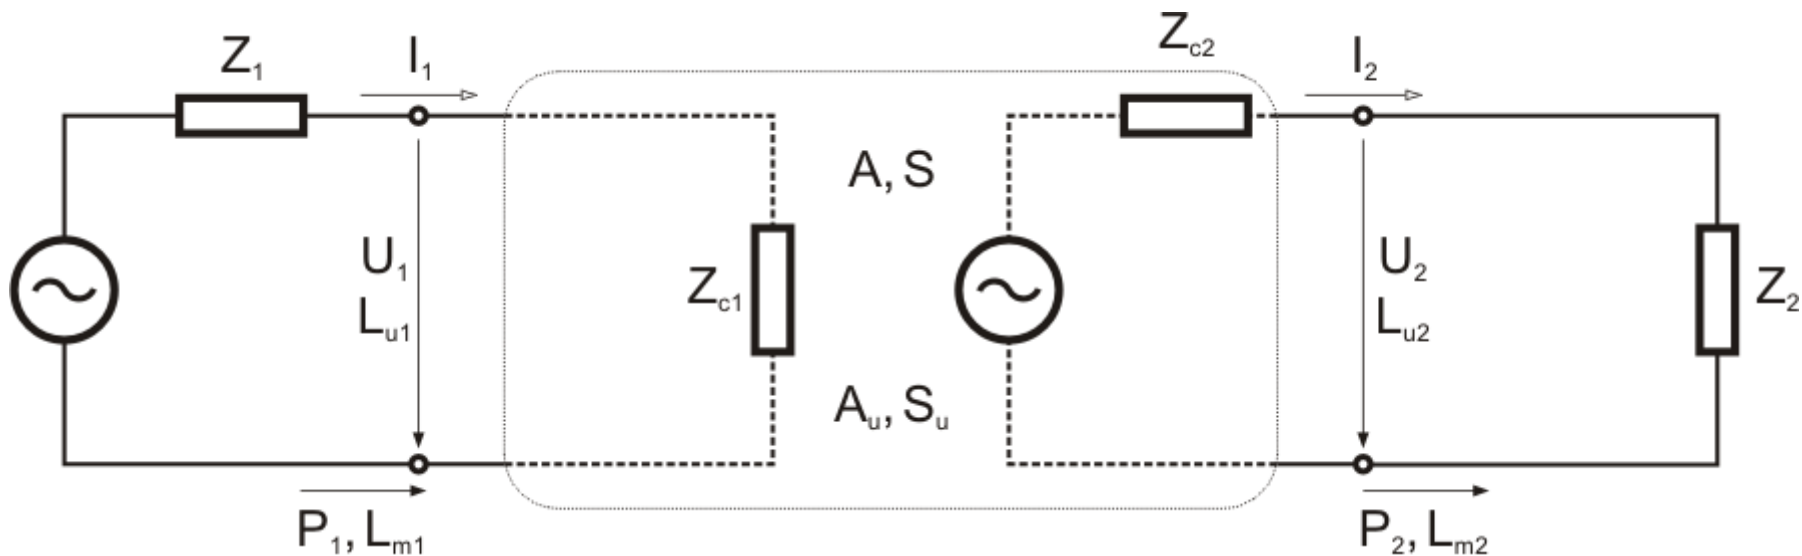 Z1
I1
Zc2
I2
A, S
U1
Lu1
Zc1
U2
Lu2
Z2
Au, Su
P1, Lm1
P2, Lm2